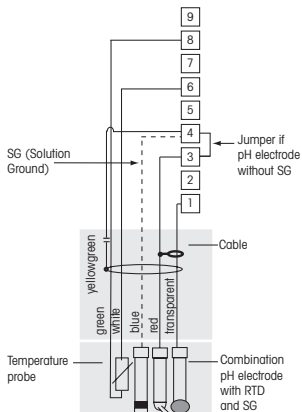 9
8
7
6
5
4
3
2
1
Jumper if
pH electrode
without SG
SG (Solution
Ground)
Cable
yellowgreen
green
white
blue
red
transparent
Temperature
probe
Combination
pH electrode
with RTD
and SG